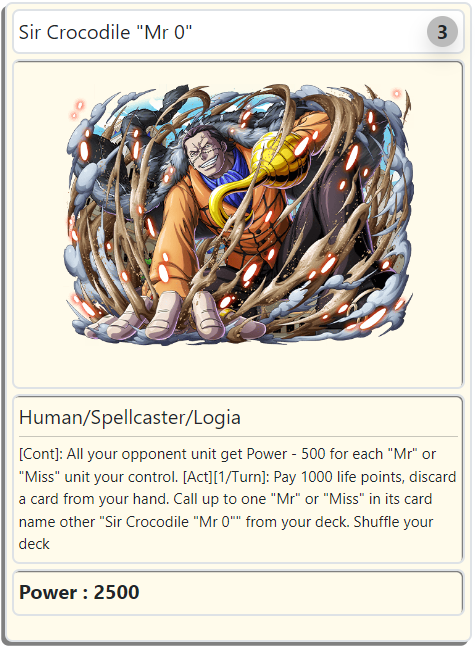 Sir Crocodile "Mr 0"
3
Human/Spellcaster/Logia
[Cont]: All your opponent unit get Power - 500 for each "Mr" or
"Miss" unit your control. [Act][1/Turn]: Pay 1000 life points, discard
a card from your hand. Call up to one "Mr" or "Miss" in its card
name other "Sir Crocodile "Mr 0"" from your deck. Shuffle your
deck
Power : 2500